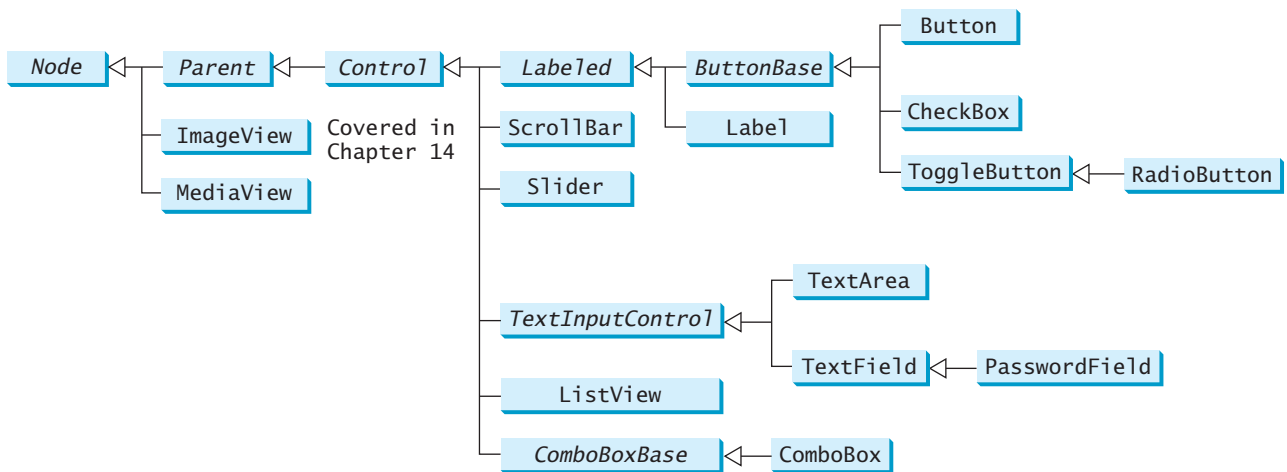 Button
Node
Parent
Control
Labeled
ButtonBase
CheckBox
ImageView
Covered in
Chapter 14
ScrollBar
Label
MediaView
Slider
ToggleButton
RadioButton
TextArea
TextInputControl
TextField
PasswordField
ListView
ComboBoxBase
ComboBox